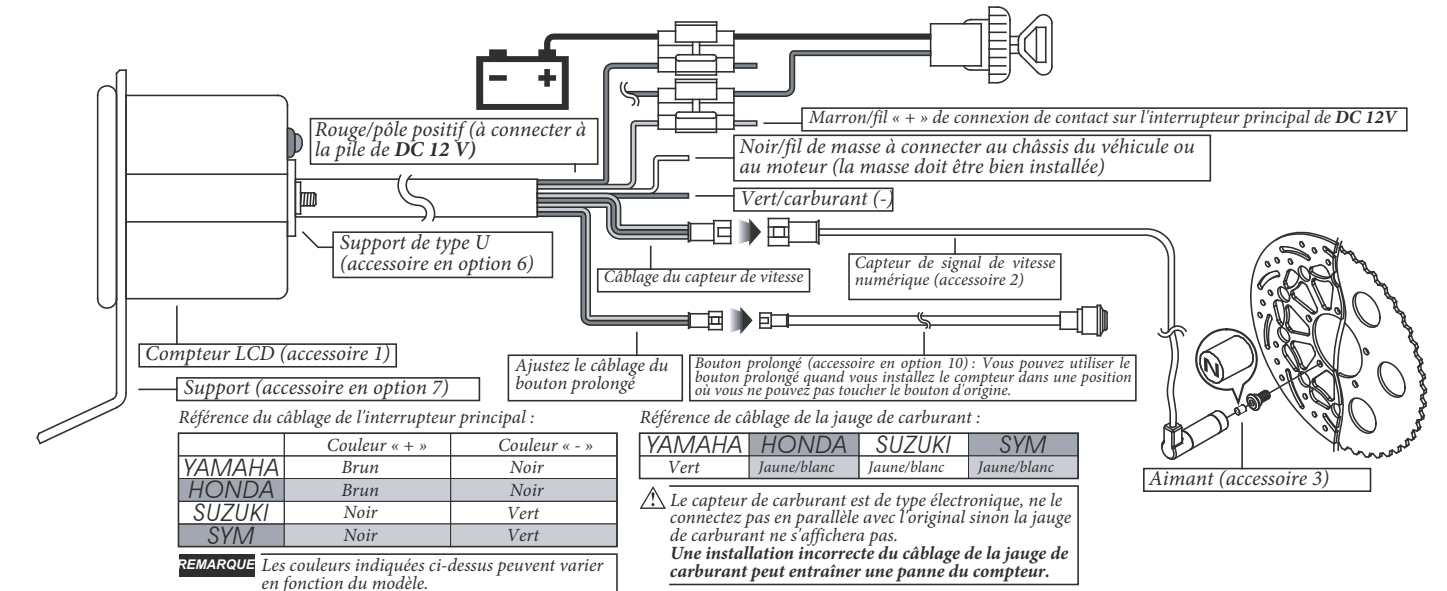 Rouge/pôle positif (à connecter à
la pile de DC 12 V)
Marron/fil « + » de connexion de contact sur l'interrupteur principal de DC 12V
Noir/fil de masse à connecter au châssis du véhicule ou
au moteur (la masse doit être bien installée)
Vert/carburant (-)
Support de type U
(accessoire en option 6)
Câblage du capteur de vitesse
Capteur de signal de vitesse
numérique (accessoire 2)
Compteur LCD (accessoire 1)
Support (accessoire en option 7)
Ajustez le câblage du
bouton prolongé
Bouton prolongé (accessoire en option 10) : Vous pouvez utiliser le
bouton prolongé quand vous installez le compteur dans une position
où vous ne pouvez pas toucher le bouton d'origine.
N
Aimant (accessoire 3)
Référence du câblage de l'interrupteur principal :
Couleur « + » Couleur « - »
YAMAHA Brun Noir
HONDA Brun Noir
SUZUKI Noir Vert
SYM Noir Vert
REMARQUE Les couleurs indiquées ci-dessus peuvent varier
en fonction du modèle.
Référence de câblage de la jauge de carburant :
YAMAHA HONDA SUZUKI SYM
Vert Jaune/blanc Jaune/blanc Jaune/blanc
Le capteur de carburant est de type électronique, ne le
connectez pas en parallèle avec l'original sinon la jauge
de carburant ne s'affichera pas.
Une installation incorrecte du câblage de la jauge de
carburant peut entraîner une panne du compteur.